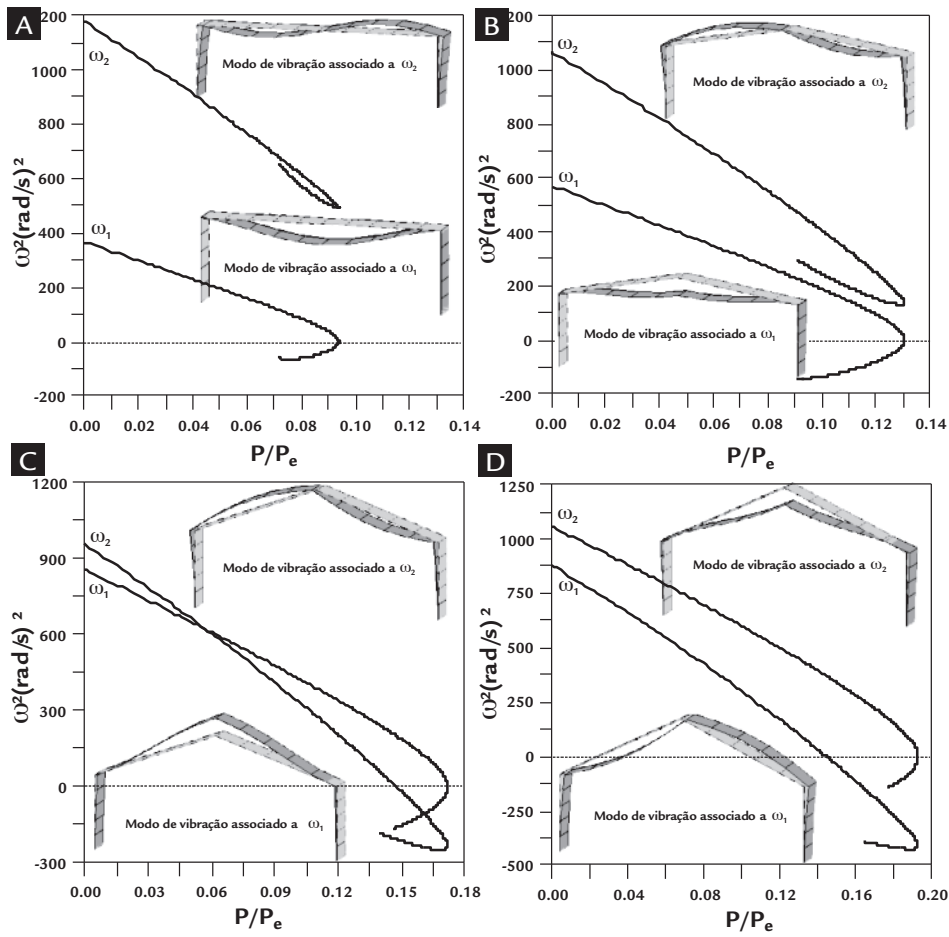 A
1200
1000
800
600
400
200
0
-200
ω²(rad/s)²
ω₂
ω₁
Modo de vibração associado a ω₂
Modo de vibração associado a ω₁
0.00 0.02 0.04 0.06 0.08 0.10 0.12 0.14
P/Pe
B
1200
1000
800
600
400
200
0
-200
ω²(rad/s)²
ω₂
ω₁
Modo de vibração associado a ω₂
Modo de vibração associado a ω₁
0.00 0.02 0.04 0.06 0.08 0.10 0.12 0.14
P/Pe
C
1200
900
600
300
0
-300
ω²(rad/s)²
ω₂
ω₁
Modo de vibração associado a ω₂
Modo de vibração associado a ω₁
0.00 0.03 0.06 0.09 0.12 0.15 0.18
P/Pe
D
1250
1000
750
500
250
0
-250
-500
ω²(rad/s)²
ω₂
ω₁
Modo de vibração associado a ω₂
Modo de vibração associado a ω₁
0.00 0.04 0.08 0.12 0.16 0.20
P/Pe